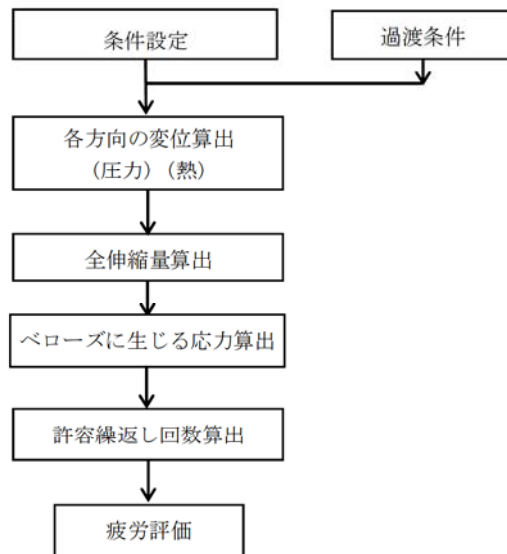 条件設定
過渡条件
各方向の変位算出
（圧力）（熱）
全伸縮量算出
ベローズに生じる応力算出
許容繰返し回数算出
疲労評価